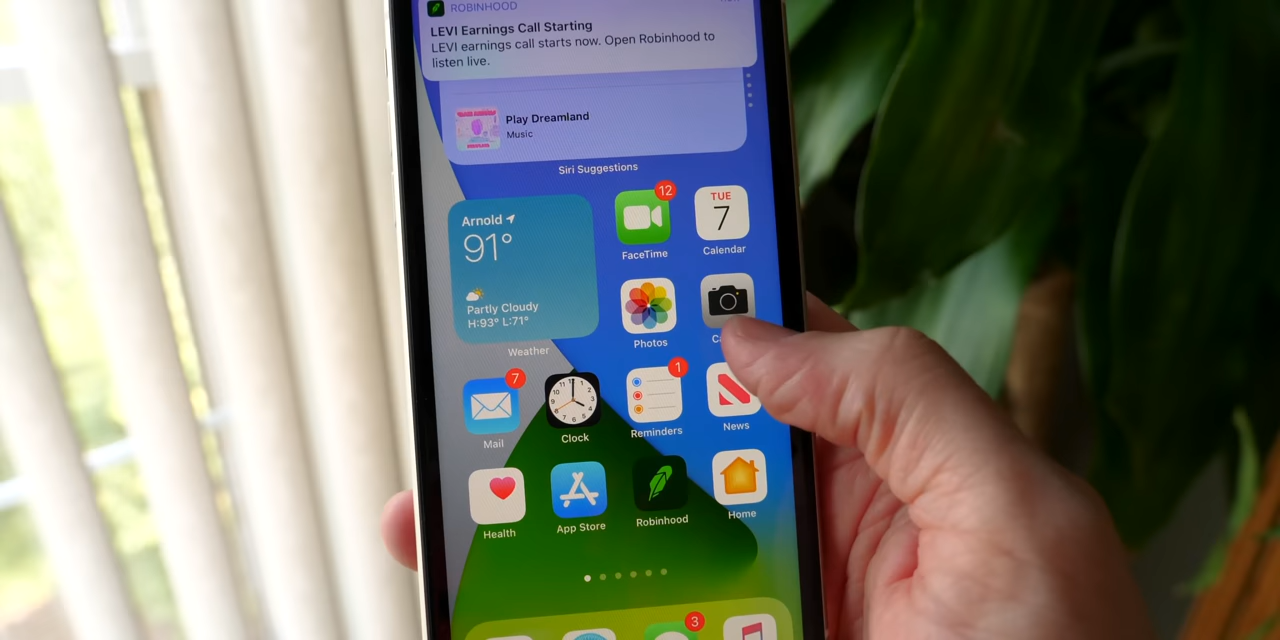 ROBINHOOD
LEVI Earnings Call Starting
LEVI earnings call starts now. Open Robinhood to
listen live.
Play Dreamland
Music
Siri Suggestions
Arnold
91°
Partly Cloudy
H:93° L:71°
Weather
12
FaceTime
TUE
7
Calendar
Photos
7
Mail
Clock
1
Reminders
News
Health
App Store
Robinhood
Home
3